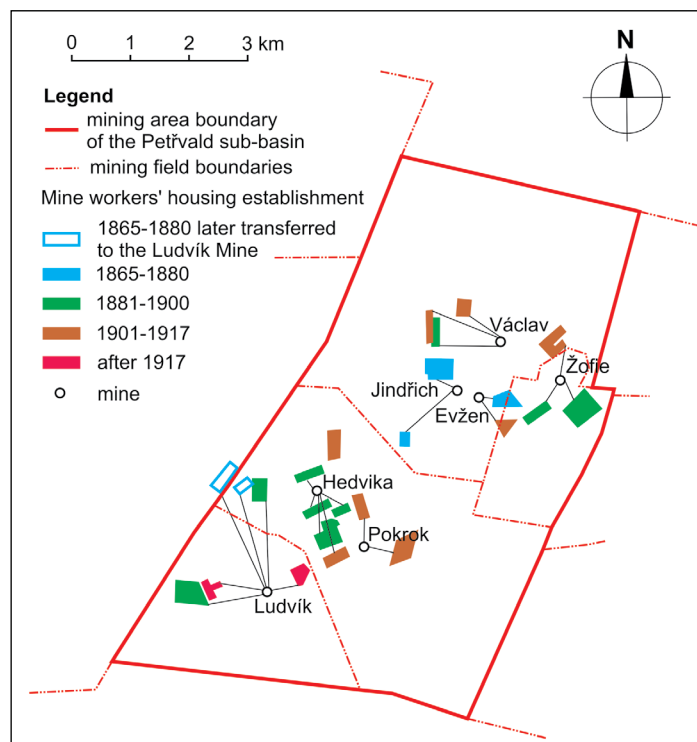 0 1 2 3 km
N
Legend
mining area boundary
of the Petřvald sub-basin
mining field boundaries
Mine workers' housing establishment
1865-1880 later transferred
to the Ludvík Mine
1865-1880
1881-1900
1901-1917
after 1917
mine
Václav
Žofie
Jindřich
Evžen
Hedvika
Pokrok
Ludvík